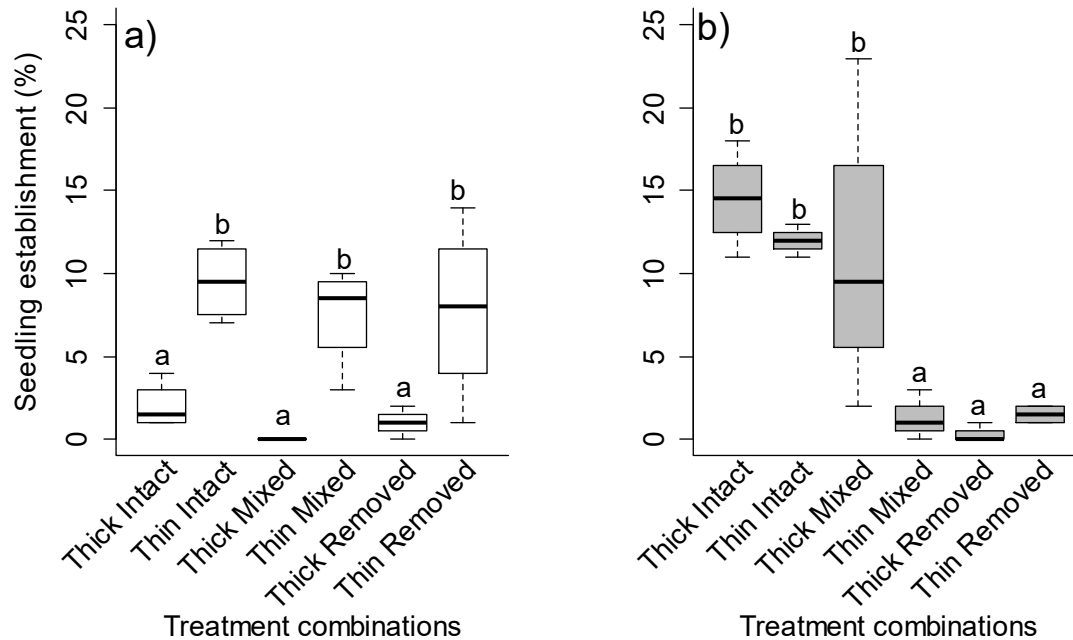 a)
Seedling establishment (%)
25
20
15
10
5
0
a
b
a
b
a
b
Thick Intact
Thin Intact
Thick Mixed
Thin Mixed
Thick Removed
Thin Removed
Treatment combinations
b)
25
20
15
10
5
0
b
b
b
a
a
a
Thick Intact
Thin Intact
Thick Mixed
Thin Mixed
Thick Removed
Thin Removed
Treatment combinations